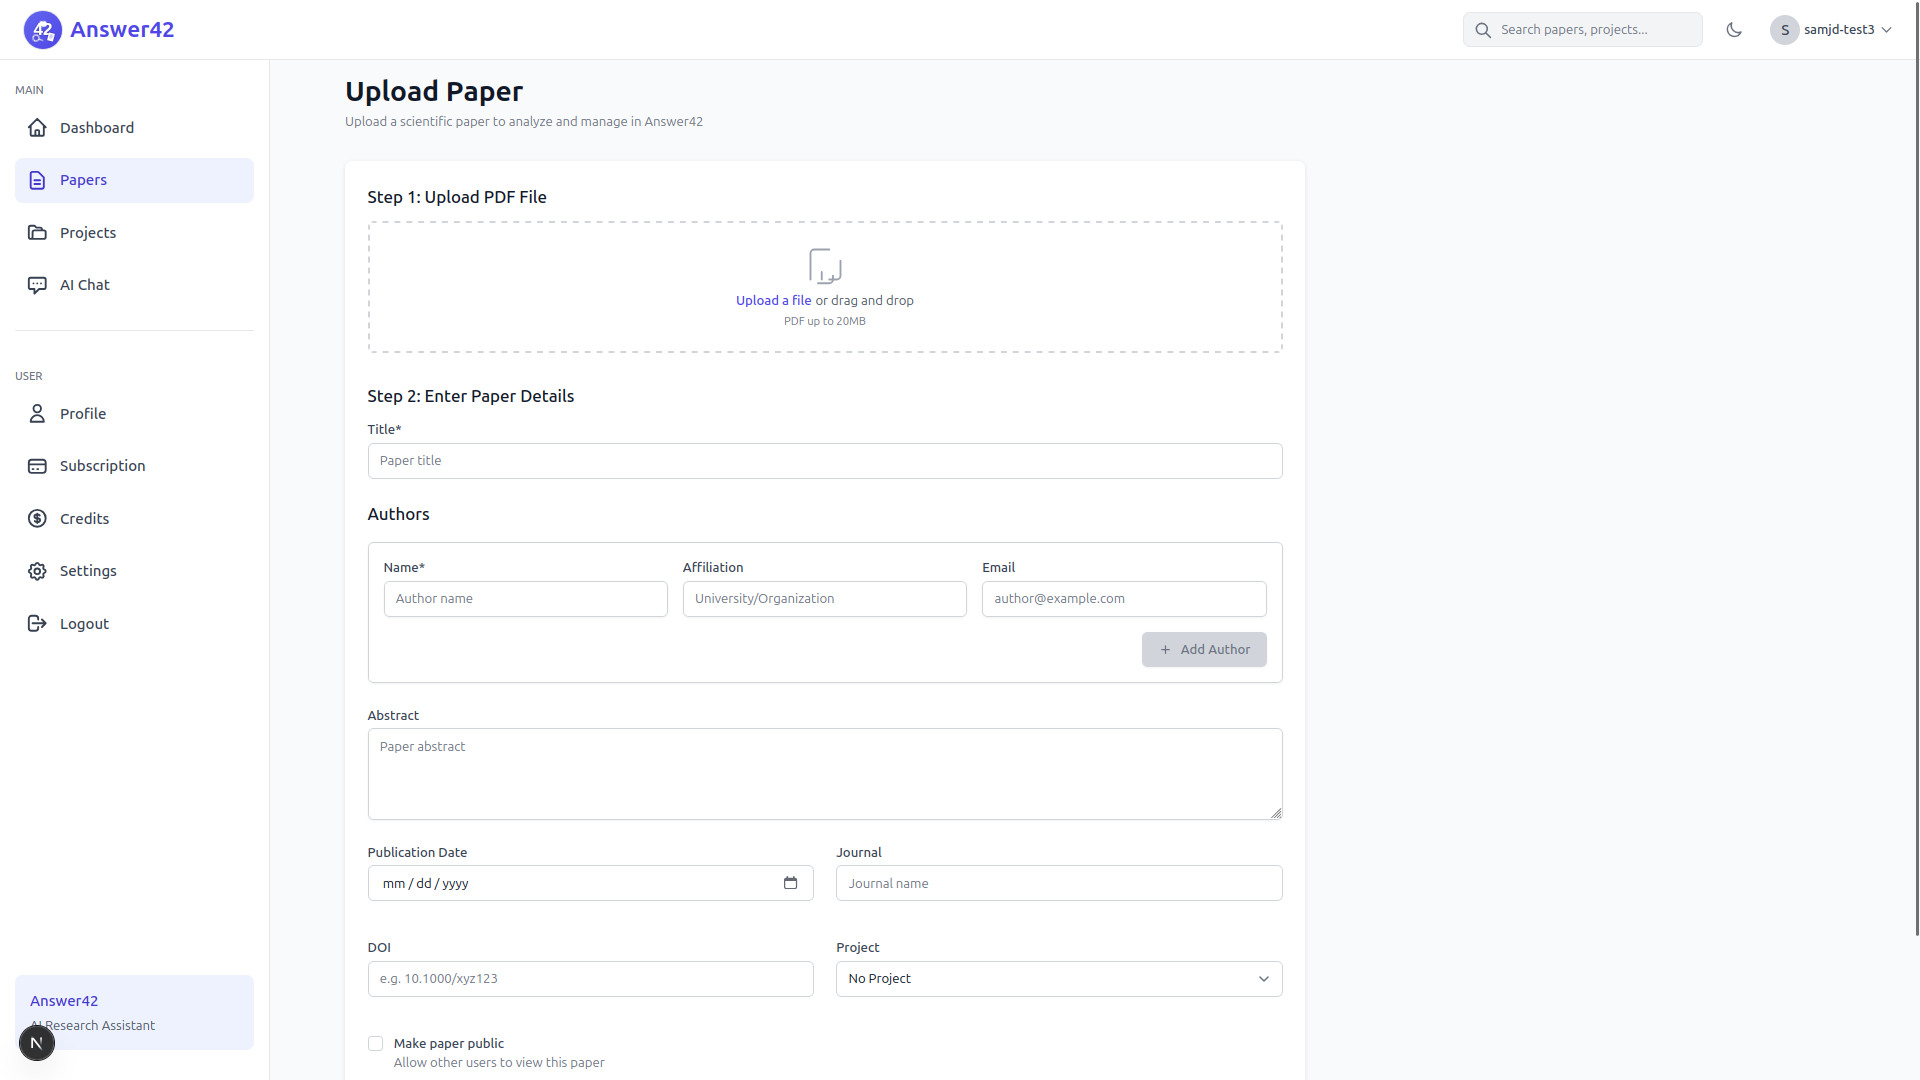 42
Answer42
Search papers, projects...
S
samjd-test3
MAIN
Dashboard
Papers
Projects
AI Chat
USER
Profile
Subscription
Credits
Settings
Logout
Answer42
AI Research Assistant
N
Upload Paper
Upload a scientific paper to analyze and manage in Answer42
Step 1: Upload PDF File
Upload a file or drag and drop
PDF up to 20MB
Step 2: Enter Paper Details
Title*
Paper title
Authors
Name*
Affiliation
Email
Author name
University/Organization
author@example.com
+ Add Author
Abstract
Paper abstract
Publication Date
Journal
mm / dd / yyyy
Journal name
DOI
Project
e.g. 10.1000/xyz123
No Project
Make paper public
Allow other users to view this paper